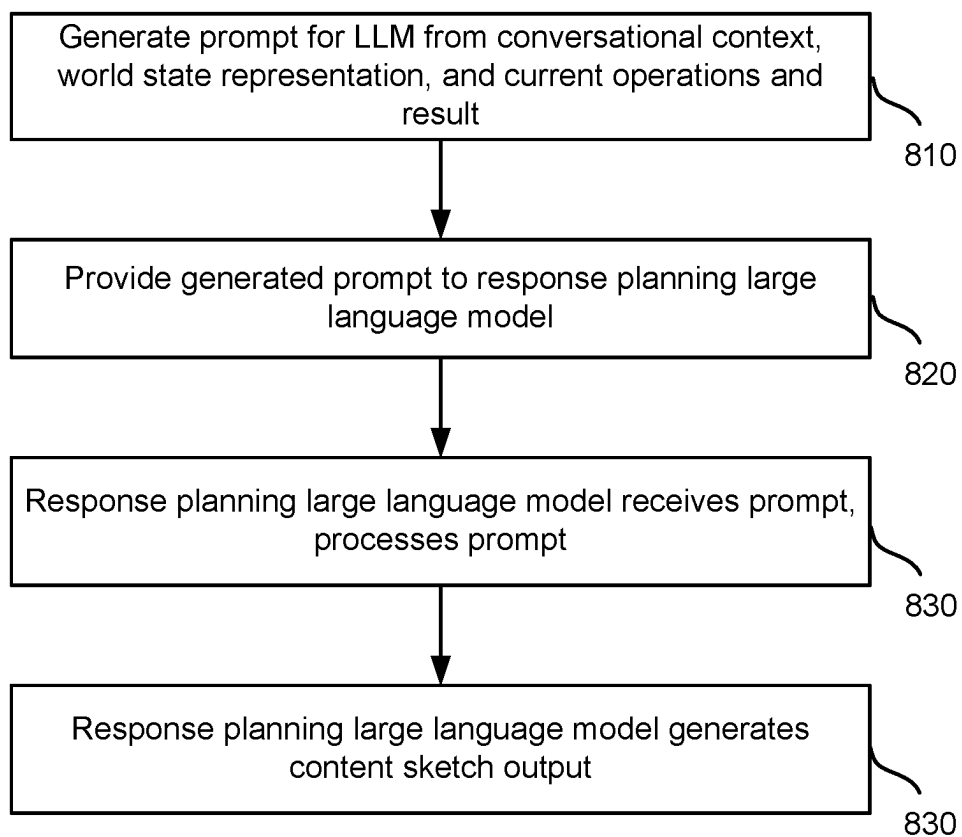 Generate prompt for LLM from conversational context,
world state representation, and current operations and
result
810
Provide generated prompt to response planning large
language model
820
Response planning large language model receives prompt,
processes prompt
830
Response planning large language model generates
content sketch output
830